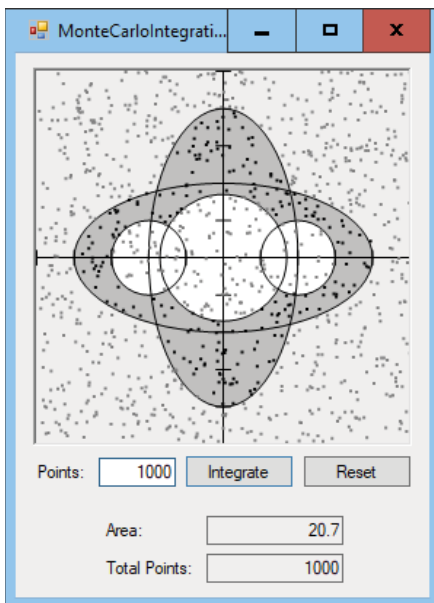 MonteCarloIntegrati...
Points: 1000 Integrate Reset
Area: 20.7
Total Points: 1000